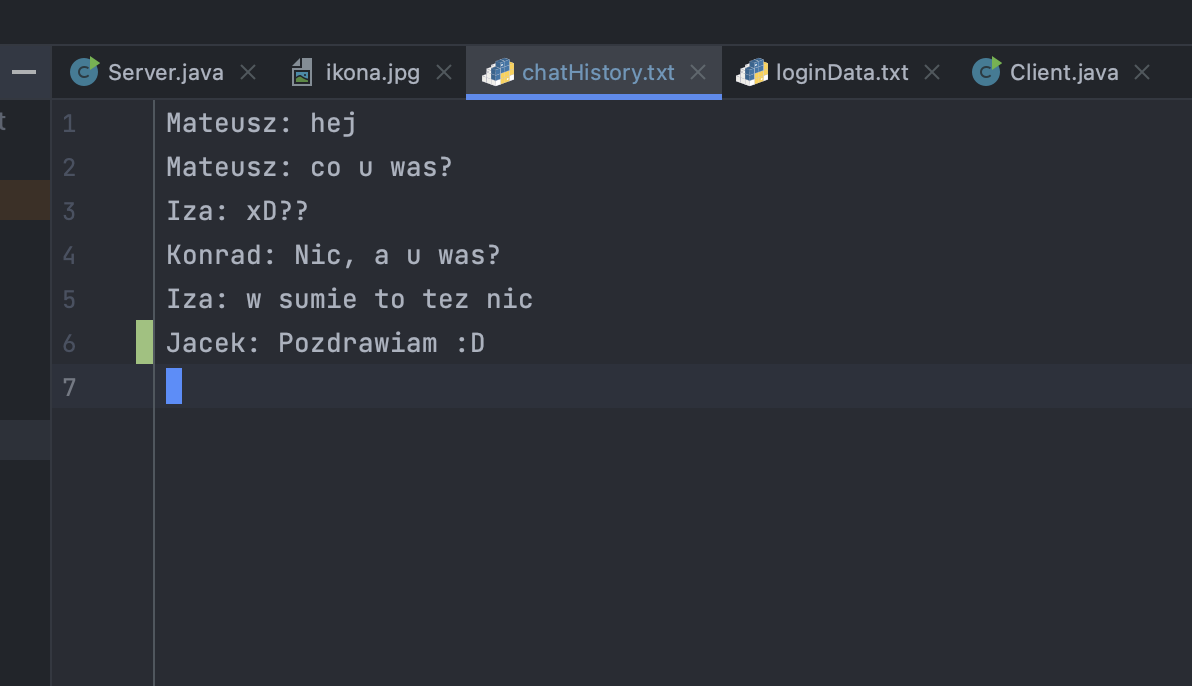 Server.java ikona.jpg chatHistory.txt loginData.txt Client.java
t
1 Mateusz: hej
2 Mateusz: co u was?
3 Iza: xD??
4 Konrad: Nic, a u was?
5 Iza: w sumie to tez nic
6 Jacek: Pozdrawiam :D
7